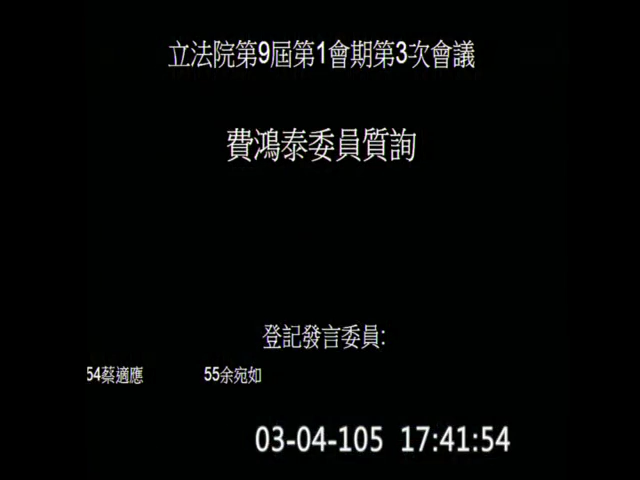 立法院第9屆第1會期第3次會議
費鴻泰委員質詢
登記發言委員:
54蔡適應 55余宛如
03-04-105 17:41:54